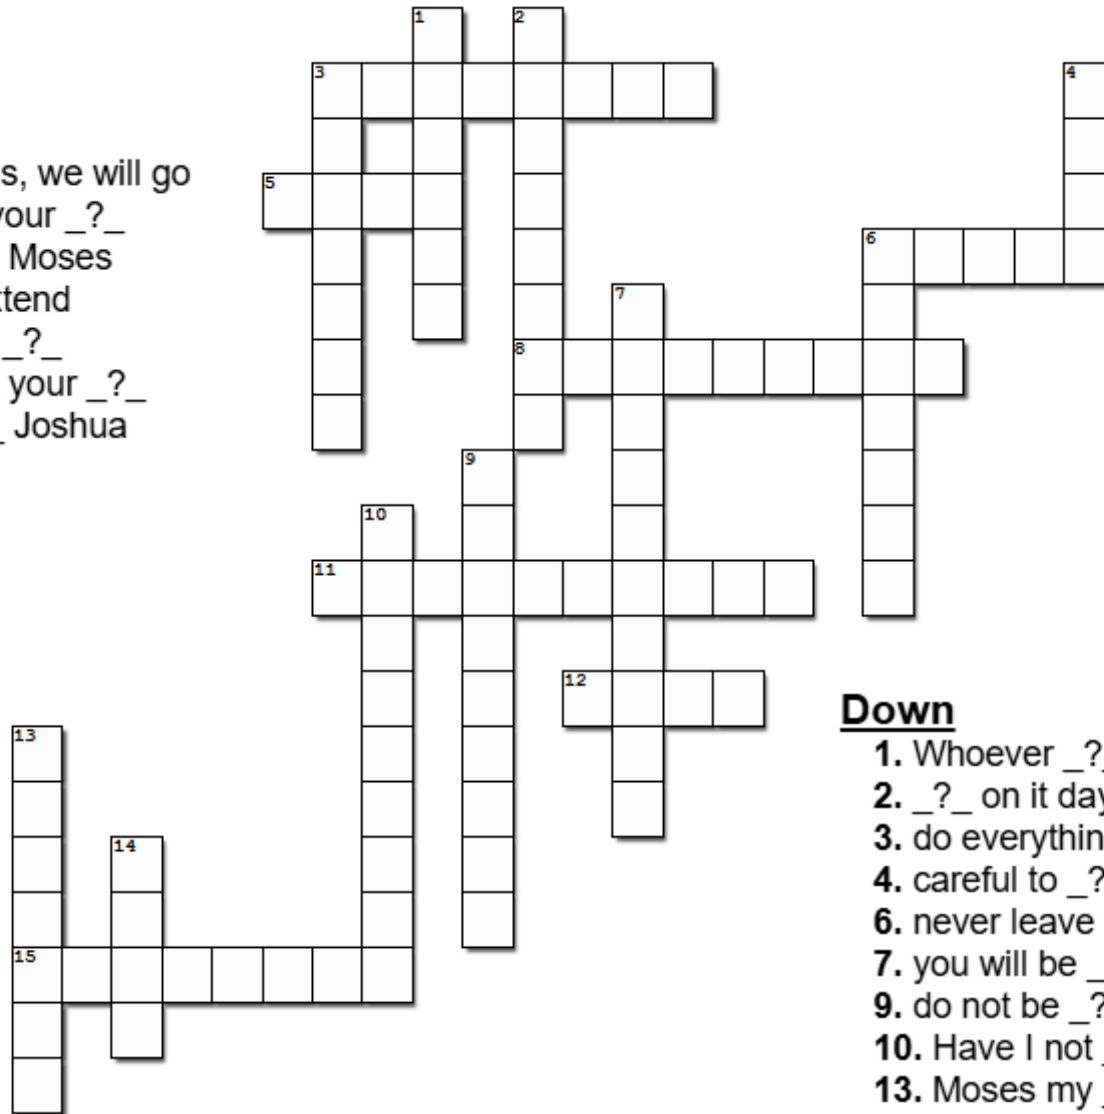 1 2
3 4
s, we will go
5
your _?_
Moses
6
tend
7
_?_
8
your _?_
_ Joshua
9
10
11
12
Down
13
1. Whoever _?_
2. _?_ on it day
14
3. do everythin
4. careful to _?
6. never leave
15
7. you will be _
9. do not be _?
10. Have I not _
13. Moses my _